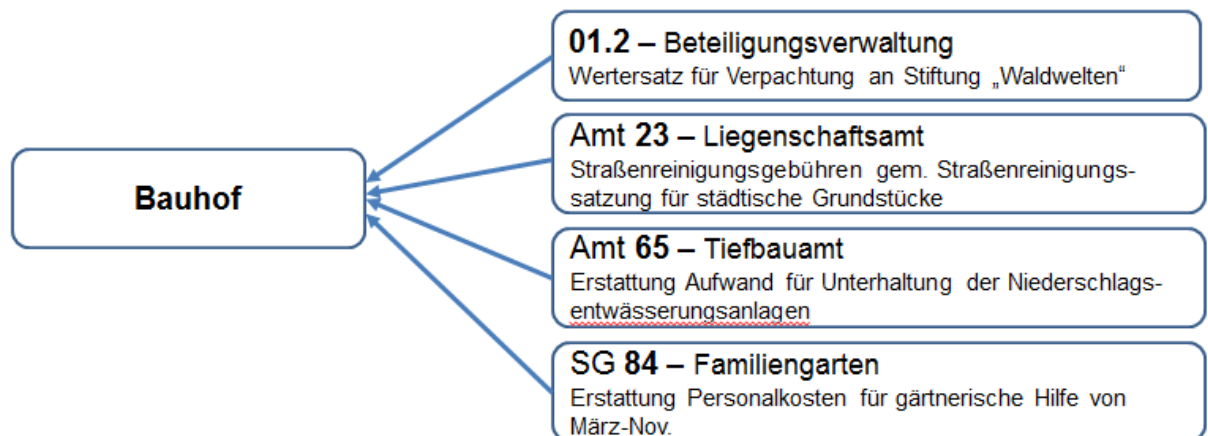 Bauhof
01.2 – Beteiligungsverwaltung
Wertersatz für Verpachtung an Stiftung „Waldwelten“
Amt 23 – Liegenschaftsamt
Straßenreinigungsgebühren gem. Straßenreinigungs-
satzung für städtische Grundstücke
Amt 65 – Tiefbauamt
Erstattung Aufwand für Unterhaltung der Niederschlags-
entwässerungsanlagen
SG 84 – Familiengarten
Erstattung Personalkosten für gärtnerische Hilfe von
März-Nov.